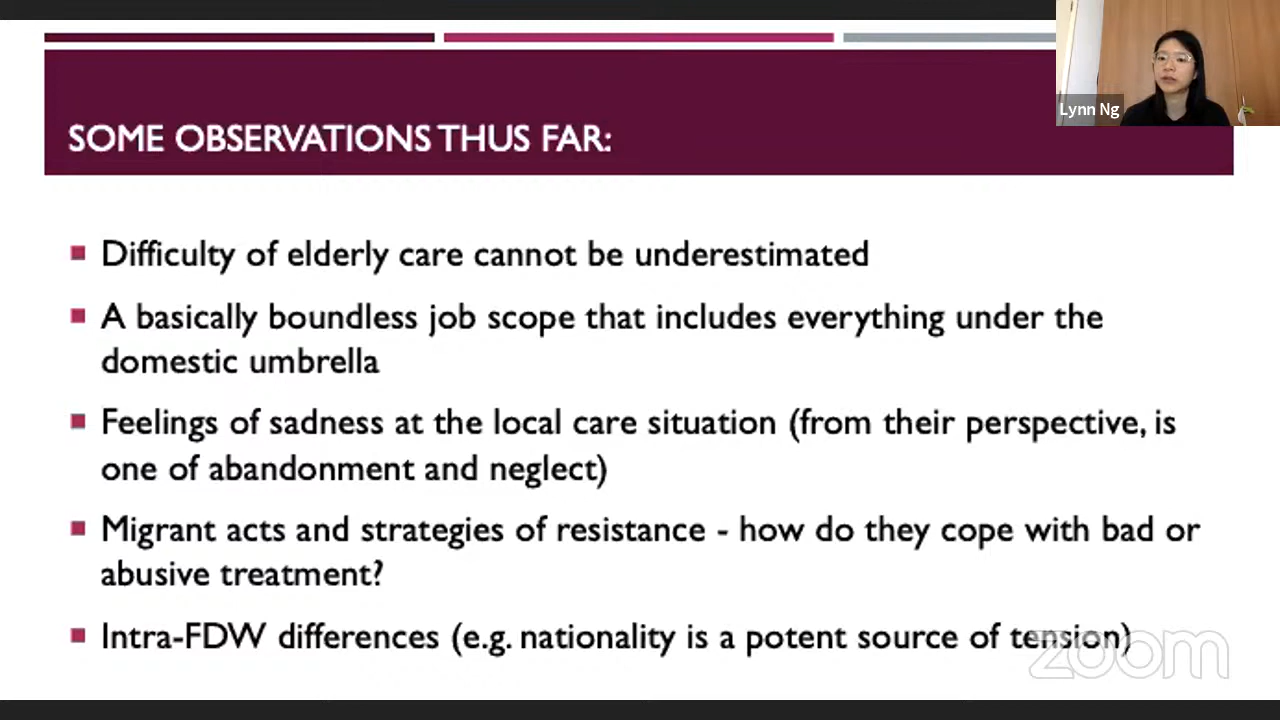 SOME OBSERVATIONS THUS FAR:
Lynn Ng
Difficulty of elderly care cannot be underestimated
A basically boundless job scope that includes everything under the
domestic umbrella
Feelings of sadness at the local care situation (from their perspective, is
one of abandonment and neglect)
Migrant acts and strategies of resistance - how do they cope with bad or
abusive treatment?
Intra-FDW differences (e.g. nationality is a potent source of tension)
zoom